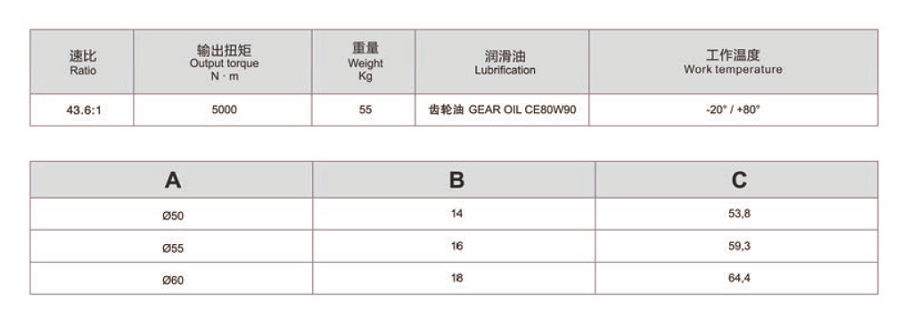 速比 输出扭矩 重量 润滑油 工作温度
Ratio Output torque Weight Lubrification Work temperature
N · m Kg
43.6:1 5000 55 齿轮油 GEAR OIL CE80W90 -20° / +80°
A B C
Ø50 14 53,8
Ø55 16 59,3
Ø60 18 64,4